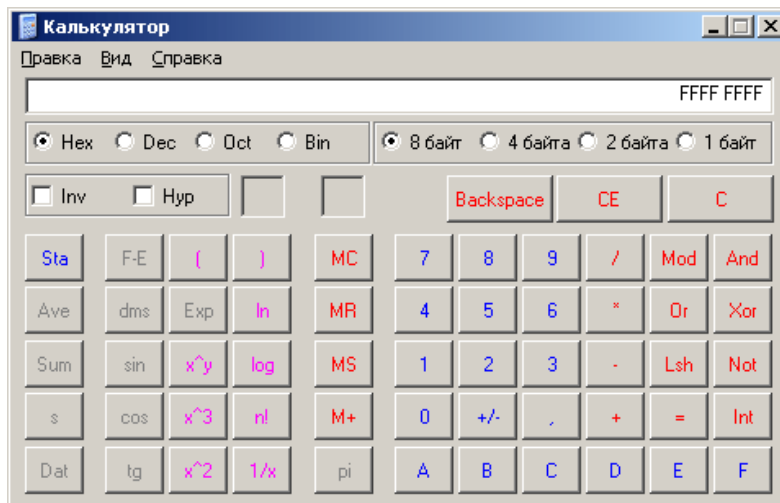 Калькулятор
Правка Вид Справка
FFFF FFFF
Hex Dec Oct Bin 8 байт 4 байта 2 байта 1 байт
Inv Hyp Backspace CE C
Sta F-E ( ) MC 7 8 9 / Mod And
Ave dms Exp ln MR 4 5 6 * Or Xor
Sum sin x^y log MS 1 2 3 - Lsh Not
s cos x^3 n! M+ 0 +/- , + = Int
Dat tg x^2 1/x pi A B C D E F